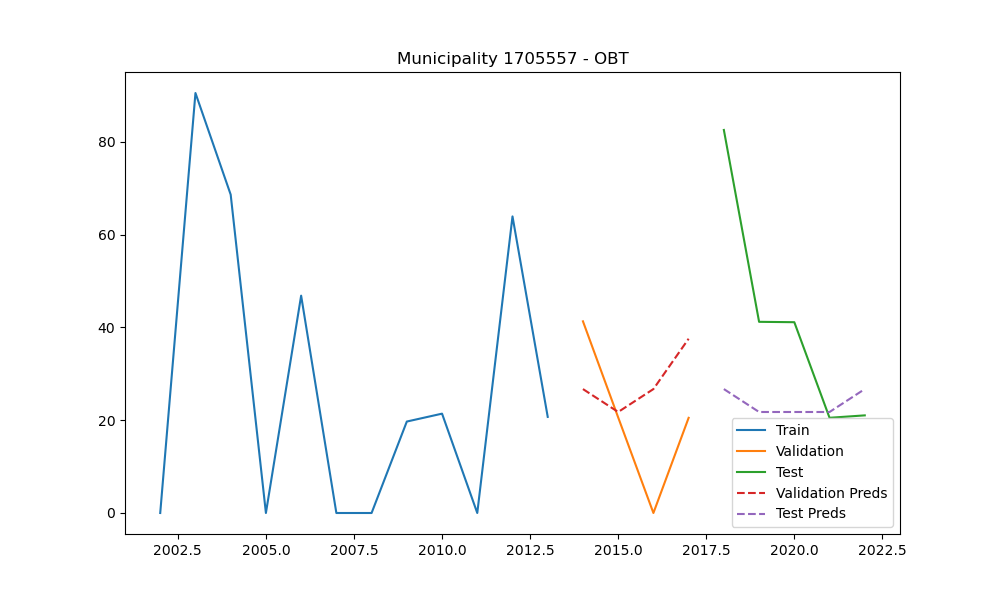 Municipality 1705557 - OBT
80
60
40
20
0
2002.5 2005.0 2007.5 2010.0 2012.5 2015.0 2017.5 2020.0 2022.5
Train
Validation
Test
Validation Preds
Test Preds